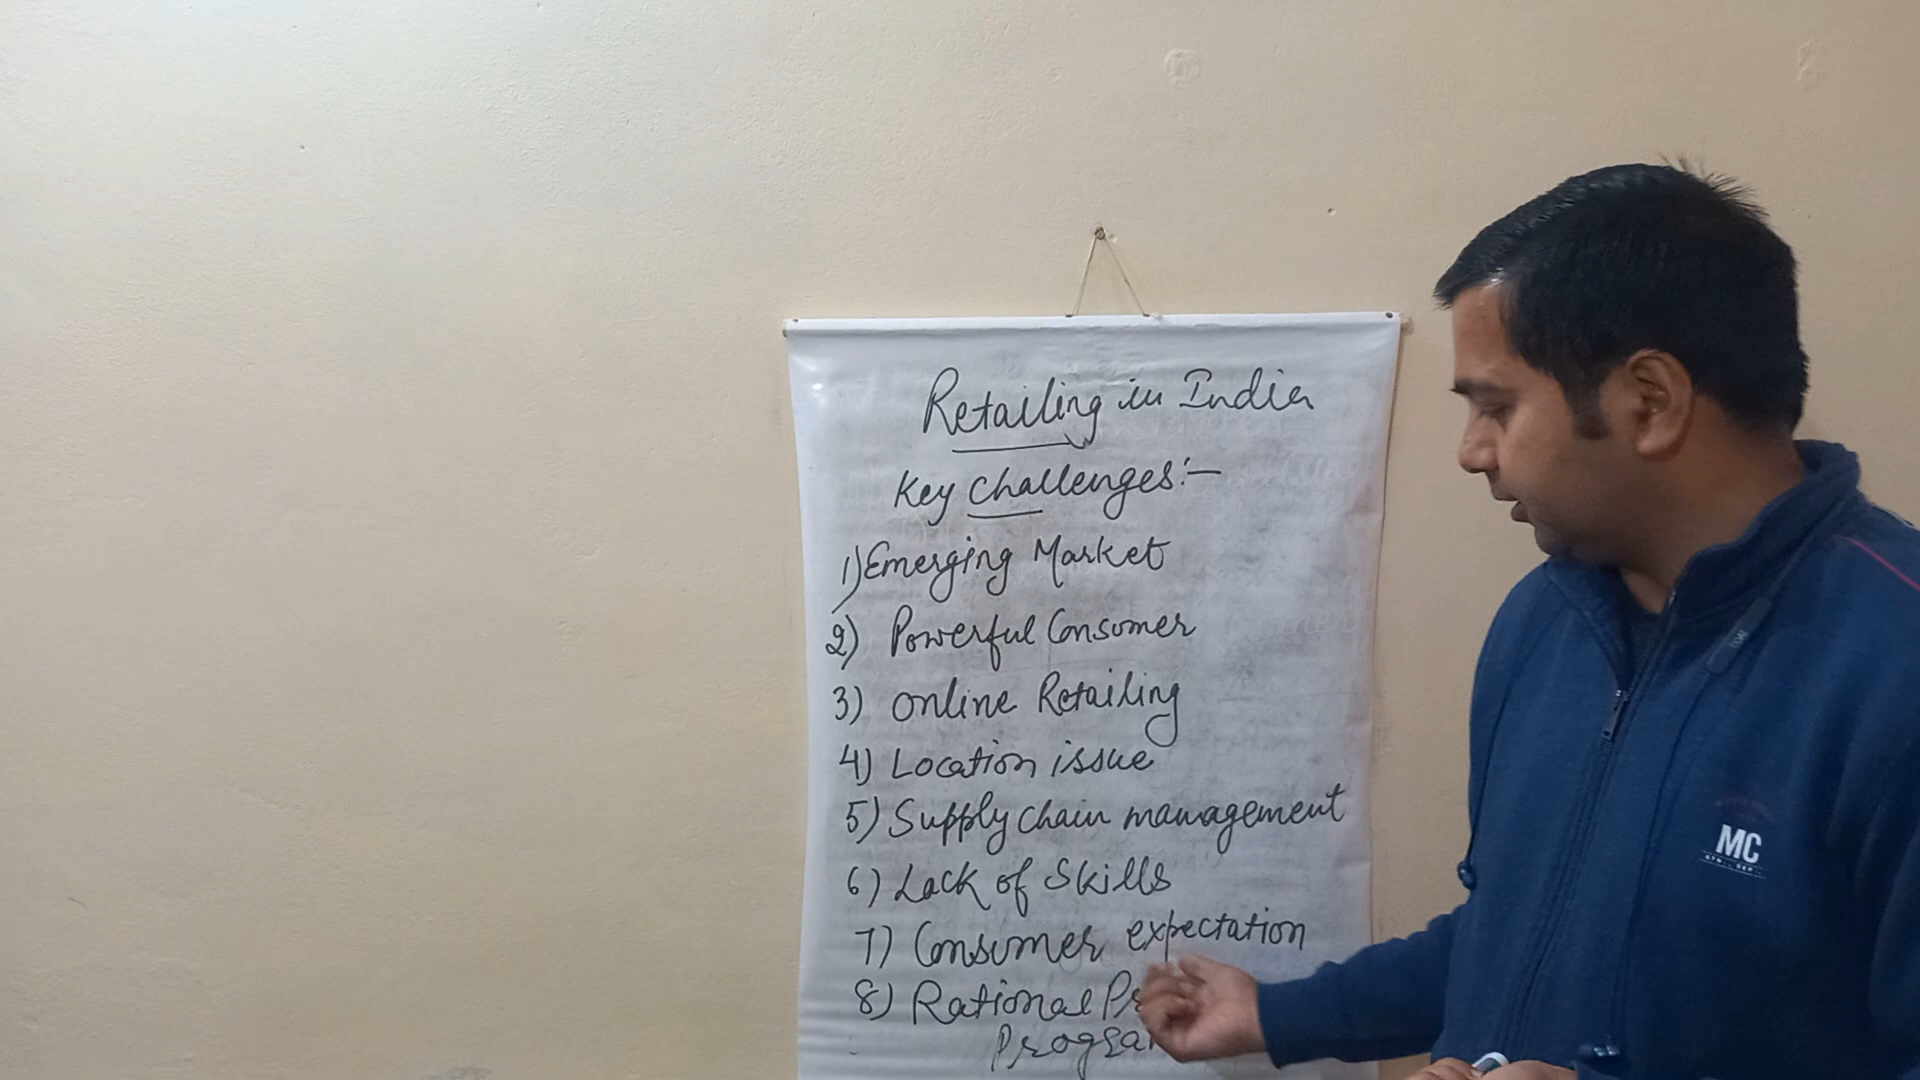 Retailing in India
Key Challenges:-
1) Emerging Market
2) Powerful Consumer
3) online Retailing
4) Location issue
5) Supply chain management
6) Lack of Skills
7) Consumer expectation
8) Rational
MC